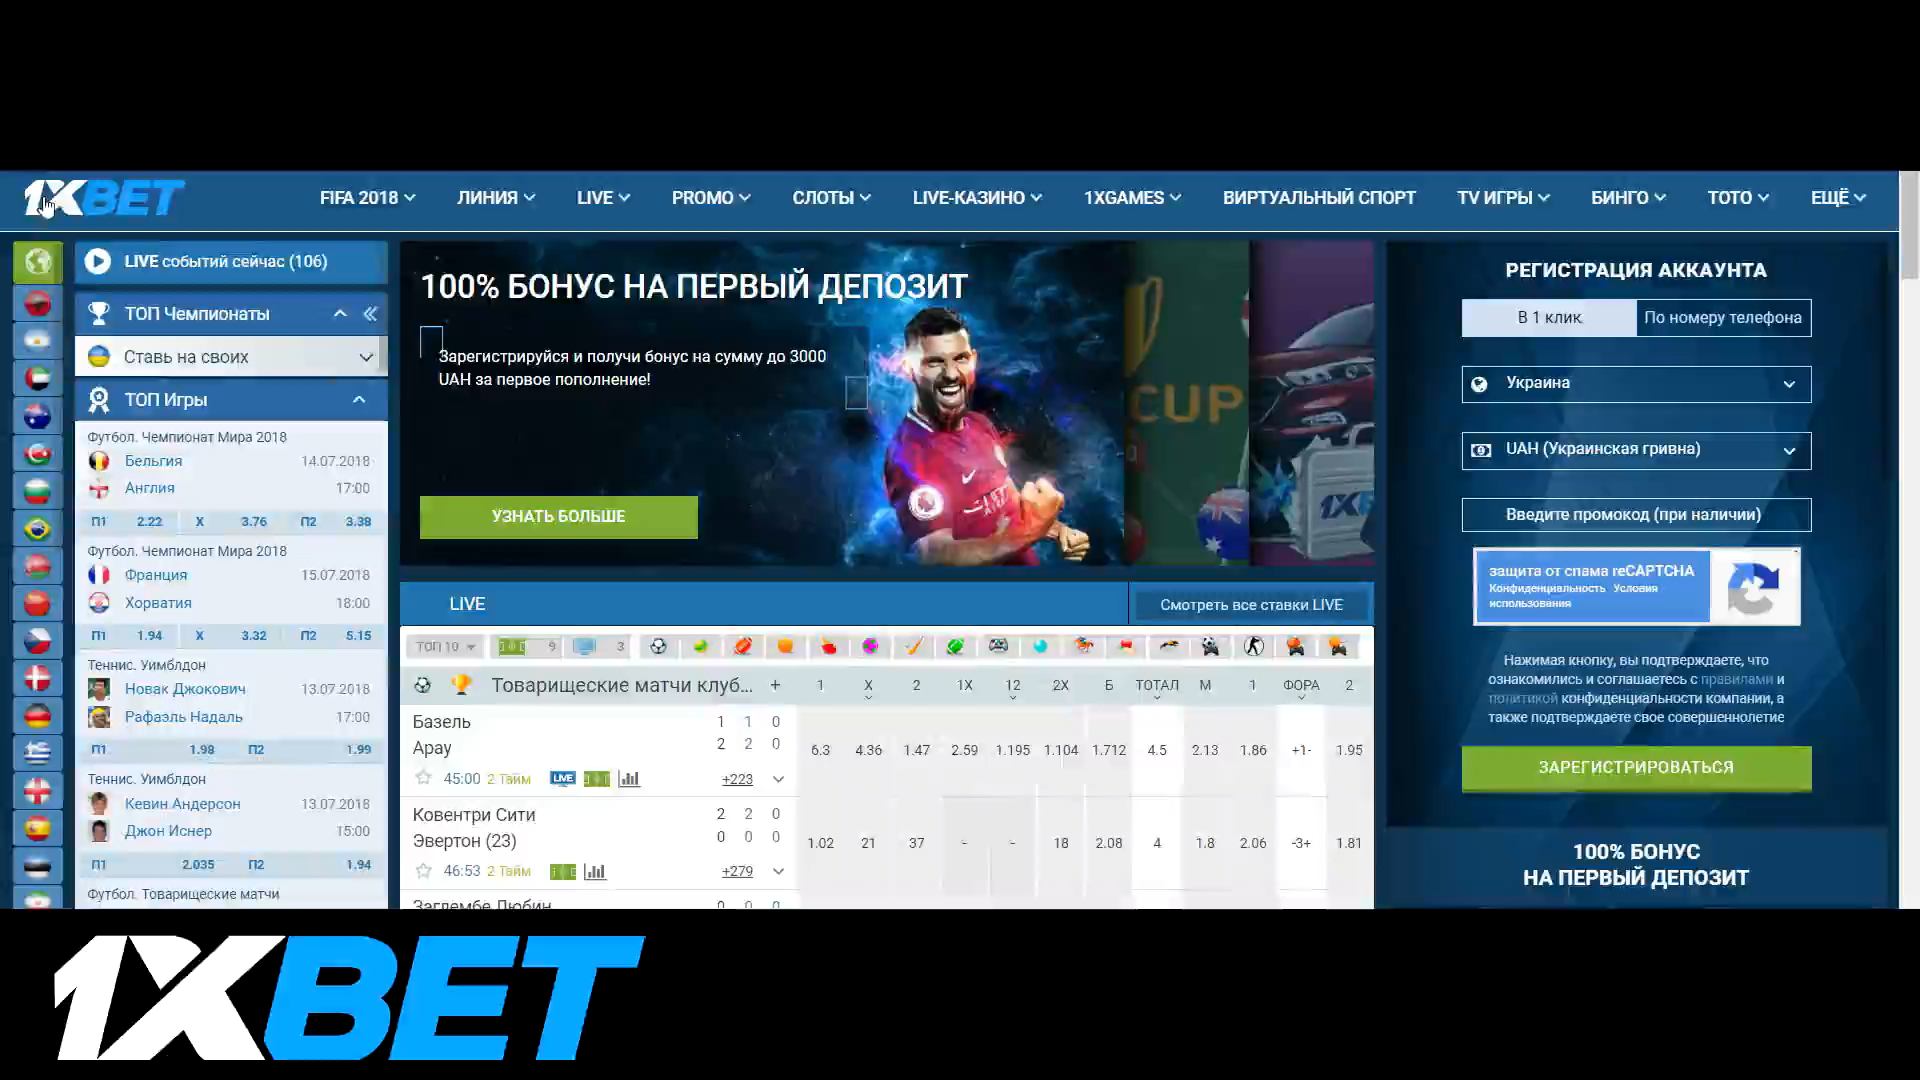 1XBET
FIFA 2018 ЛИНИЯ LIVE PROMO СЛОТЫ LIVE-КАЗИНО 1XGAMES ВИРТУАЛЬНЫЙ СПОРТ TV ИГРЫ БИНГО ТОТО ЕЩЁ
LIVE событий сейчас (106)
ТОП Чемпионаты
Ставь на своих
ТОП Игры
Футбол. Чемпионат Мира 2018
Бельгия 14.07.2018
Англия 17:00
П1 2.22 X 3.76 П2 3.38
Футбол. Чемпионат Мира 2018
Франция 15.07.2018
Хорватия 18:00
П1 1.94 X 3.32 П2 5.15
Теннис. Уимблдон
Новак Джокович 13.07.2018
Рафаэль Надаль 17:00
П1 1.98 П2 1.99
Теннис. Уимблдон
Кевин Андерсон 13.07.2018
Джон Иснер 15:00
П1 2.035 П2 1.94
Футбол. Товарищеские матчи
100% БОНУС НА ПЕРВЫЙ ДЕПОЗИТ
Зарегистрируйся и получи бонус на сумму до 3000
UAH за первое пополнение!
УЗНАТЬ БОЛЬШЕ
CUP
LIVE
Смотреть все ставки LIVE
ТОП 10 9 3
Товарищеские матчи клуб... + 1 X 2 1X 12 2X Б ТОТАЛ М 1 ФОРА 2
Базель 1 1 0
Арау 2 2 0
6.3 4.36 1.47 2.59 1.195 1.104 1.712 4.5 2.13 1.86 +1- 1.95
45:00 2 Тайм LIVE +223
Ковентри Сити 2 2 0
Эвертон (23) 0 0 0
1.02 21 37 - - 18 2.08 4 1.8 2.06 -3+ 1.81
46:53 2 Тайм +279
Заглембе Любин 0 0 0
РЕГИСТРАЦИЯ АККАУНТА
В 1 клик По номеру телефона
Украина
UAH (Украинская гривна)
Введите промокод (при наличии)
защита от спама reCAPTCHA
Конфиденциальность Условия
использования
Нажимая кнопку, вы подтверждаете, что
ознакомились и соглашаетесь с правилами и
политикой конфиденциальности компании, а
также подтверждаете свое совершеннолетие
ЗАРЕГИСТРИРОВАТЬСЯ
100% БОНУС
НА ПЕРВЫЙ ДЕПОЗИТ
1XBET